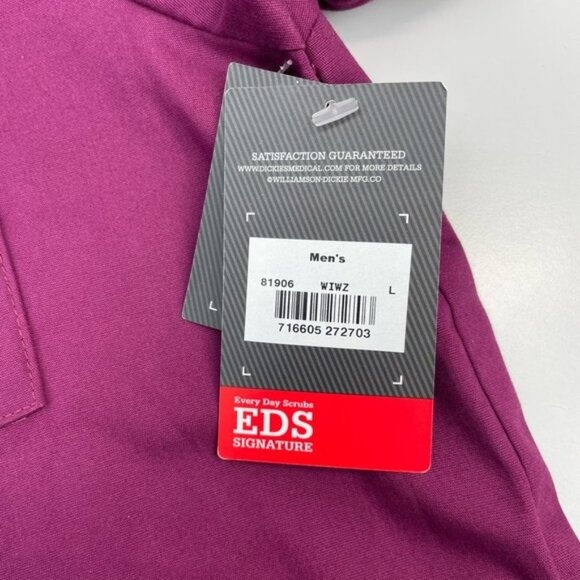 SATISFACTION GUARANTEED
WWW.DICKIESMEDICAL.COM FOR MORE DETAILS
©WILLIAMSON-DICKIE MFG.CO
Men's
81906 WIWZ L
716605 272703
Every Day Scrubs
EDS
SIGNATURE